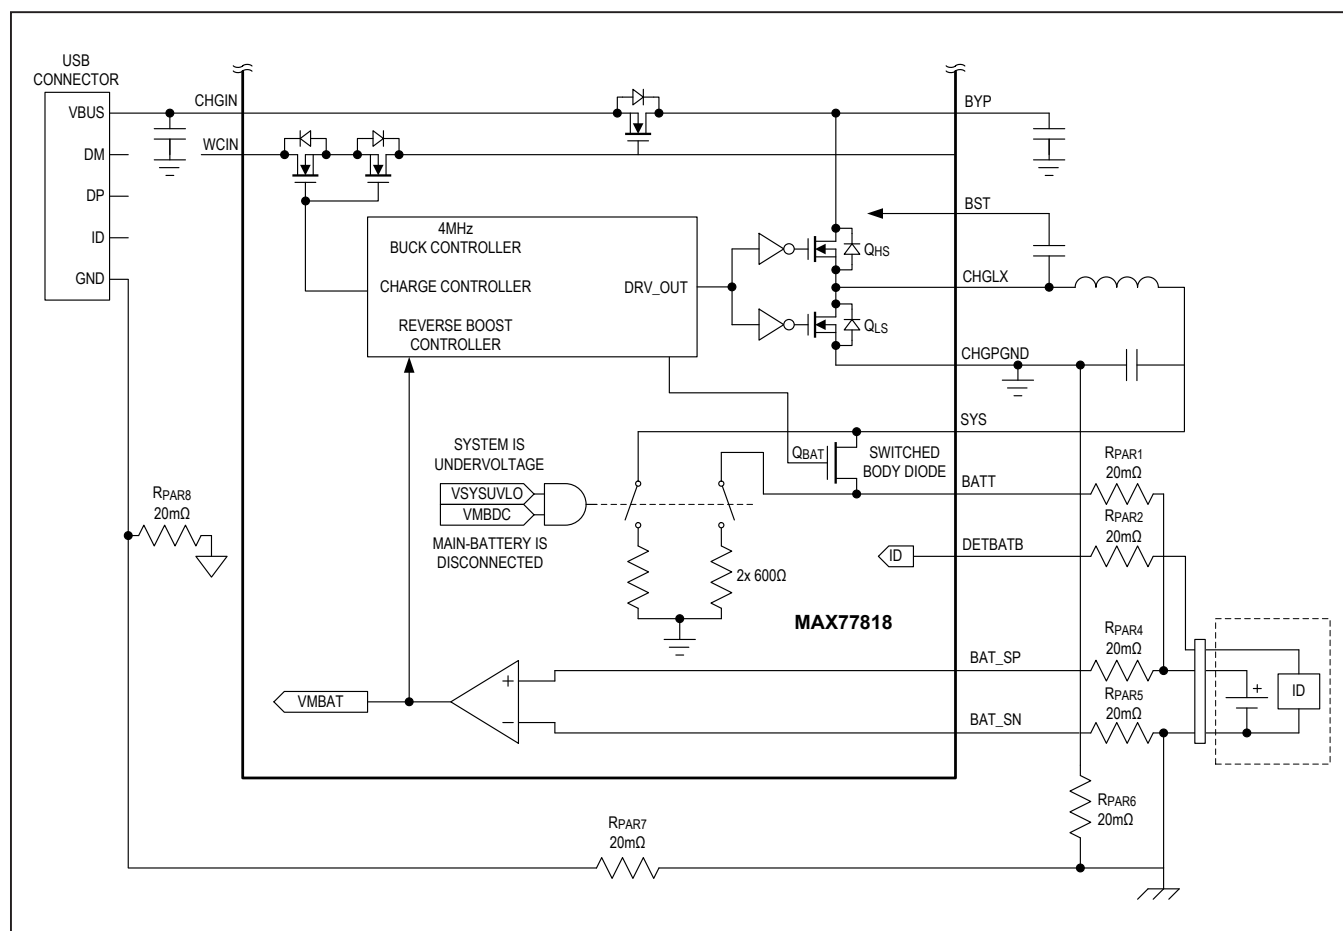 USB
CONNECTOR
VBUS
DM
DP
ID
GND
CHGIN
WCIN
BYP
BST
4MHz
BUCK CONTROLLER
CHARGE CONTROLLER
DRV_OUT
REVERSE BOOST
CONTROLLER
QHS
QLS
CHGLX
CHGPGND
SYS
SYSTEM IS
UNDERVOLTAGE
VSYSUVLO
VMBDC
MAIN-BATTERY IS
DISCONNECTED
QBAT
SWITCHED
BODY DIODE
BATT
RPAR1
20mΩ
RPAR2
20mΩ
DETBATB
ID
2x 600Ω
MAX77818
RPAR8
20mΩ
BAT_SP
RPAR4
20mΩ
RPAR5
20mΩ
BAT_SN
+
ID
VMBAT
+
−
RPAR6
20mΩ
RPAR7
20mΩ